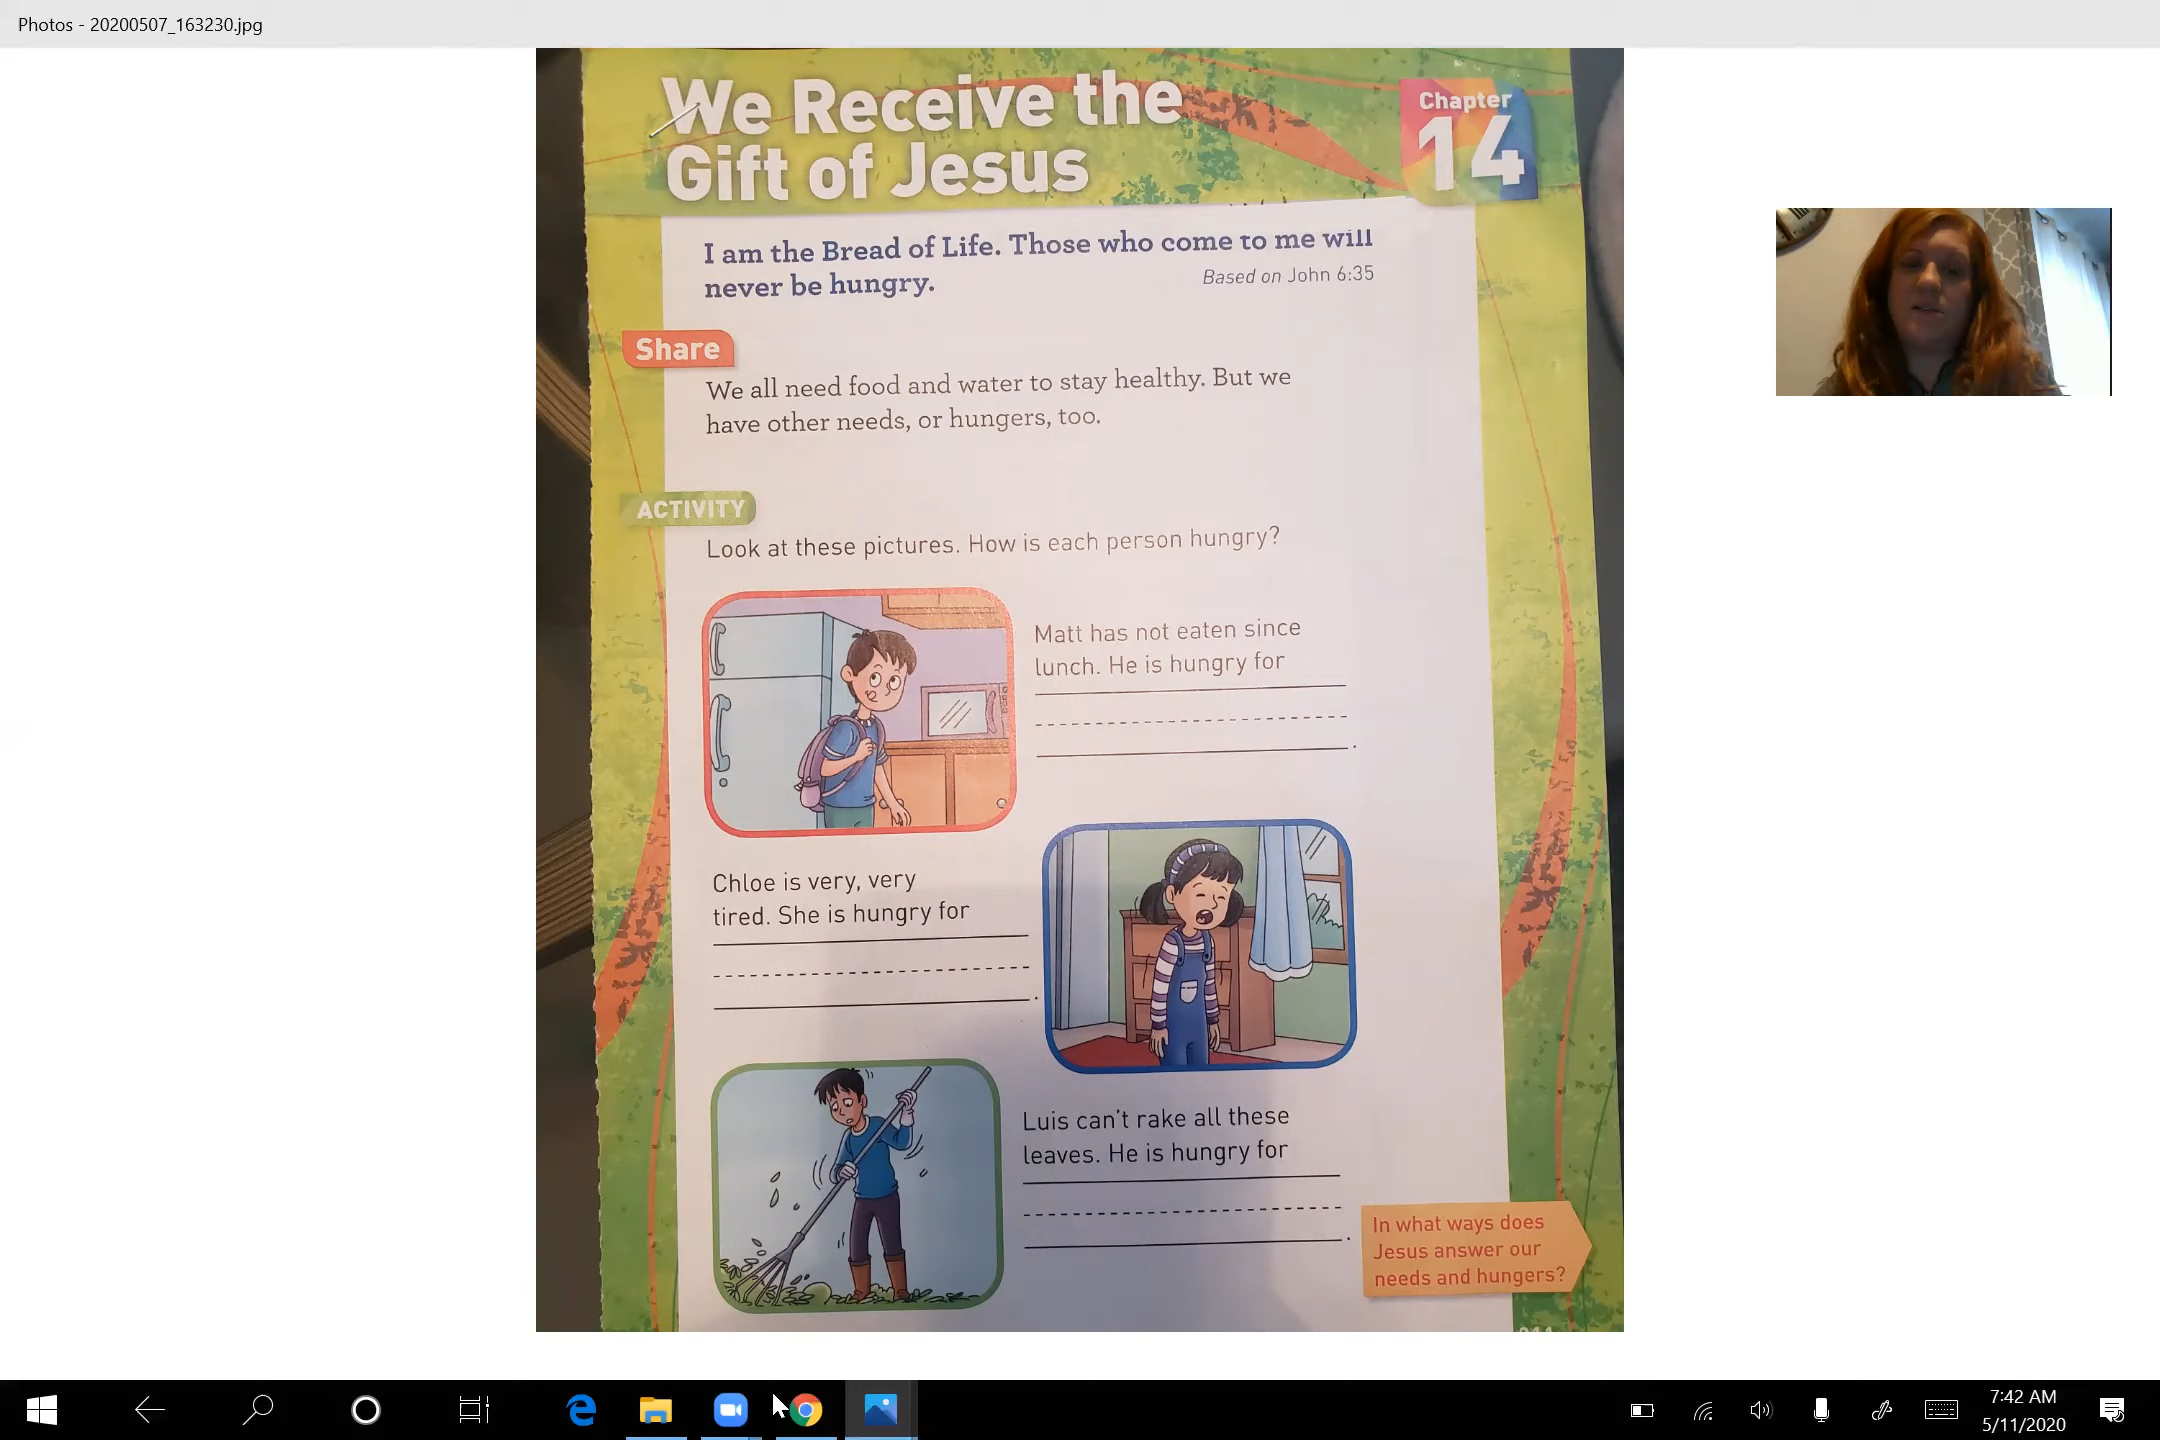 Photos - 20200507_163230.jpg
We Receive the
Gift of Jesus
Chapter
14
I am the Bread of Life. Those who come to me will
never be hungry.
Based on John 6:35
Share
We all need food and water to stay healthy. But we
have other needs, or hungers, too.
ACTIVITY
Look at these pictures. How is each person hungry?
Matt has not eaten since
lunch. He is hungry for
.
Chloe is very, very
tired. She is hungry for
.
Luis can't rake all these
leaves. He is hungry for
.
In what ways does
Jesus answer our
needs and hungers?
7:42 AM
5/11/2020